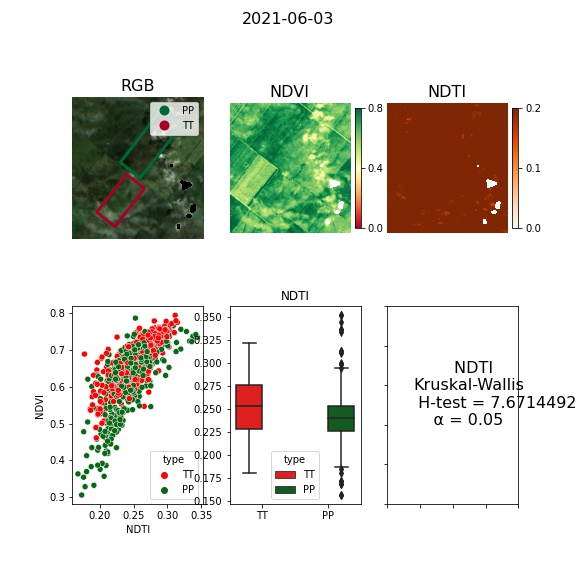 2021-06-03
RGB
PP
TT
NDVI
0.8
0.4
0.0
NDTI
0.2
0.1
0.0
0.8
0.7
0.6
0.5
0.4
0.3
NDVI
0.20
0.25
0.30
0.35
NDTI
type
TT
PP
NDTI
0.350
0.325
0.300
0.275
0.250
0.225
0.200
0.175
0.150
TT
PP
type
TT
PP
NDTI
Kruskal-Wallis
H-test = 7.6714492
α = 0.05